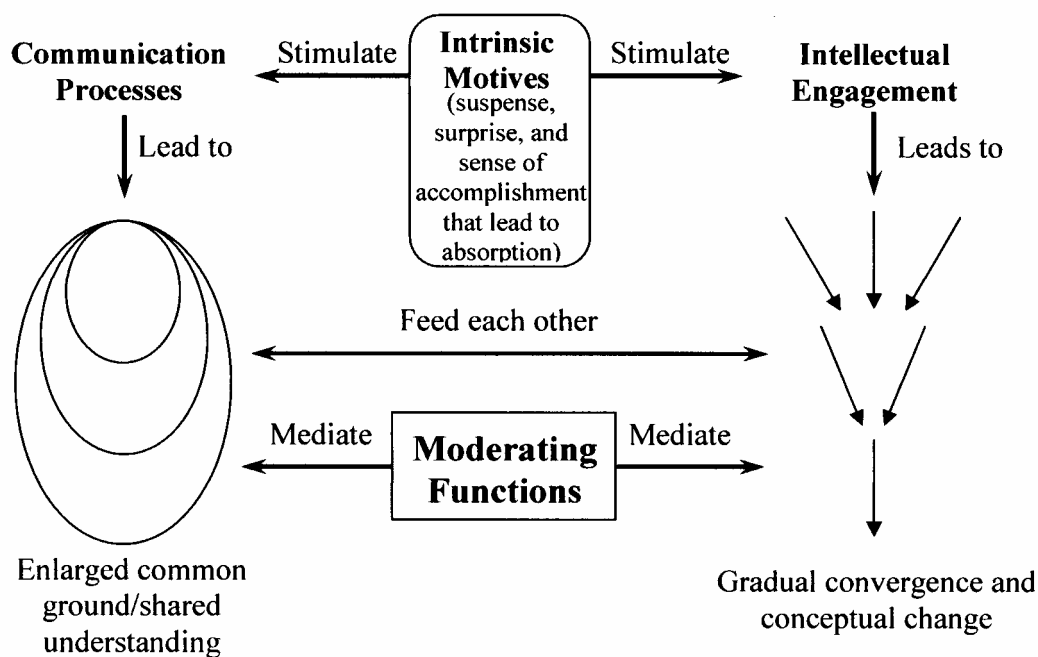 Communication
Processes
Stimulate
Intrinsic
Motives
(suspense,
surprise, and
sense of
accomplishment
that lead to
absorption)
Stimulate
Intellectual
Engagement
Lead to
Leads to
Feed each other
Mediate
Moderating
Functions
Mediate
Enlarged common
ground/shared
understanding
Gradual convergence and
conceptual change